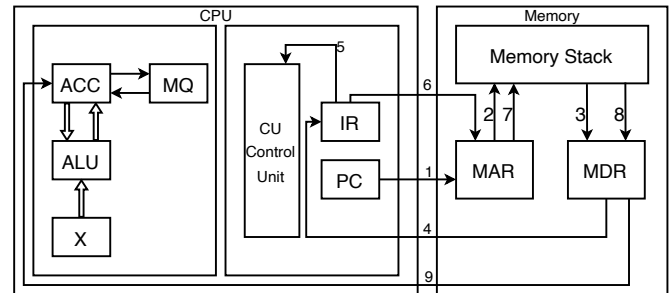 CPU
Memory
5
Memory Stack
ACC
MQ
6
2
7
3
8
IR
CU
Control
Unit
ALU
PC
1
MAR
MDR
X
4
9